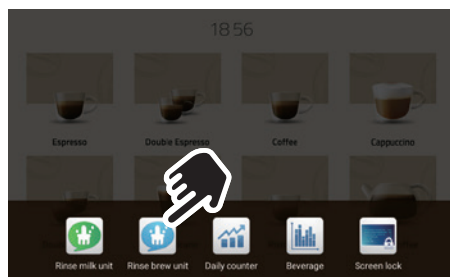 18 56
Espresso
Double Espresso
Coffee
Cappuccino
Rinse milk unit
Rinse brew unit
Daily counter
Beverage
Screen lock